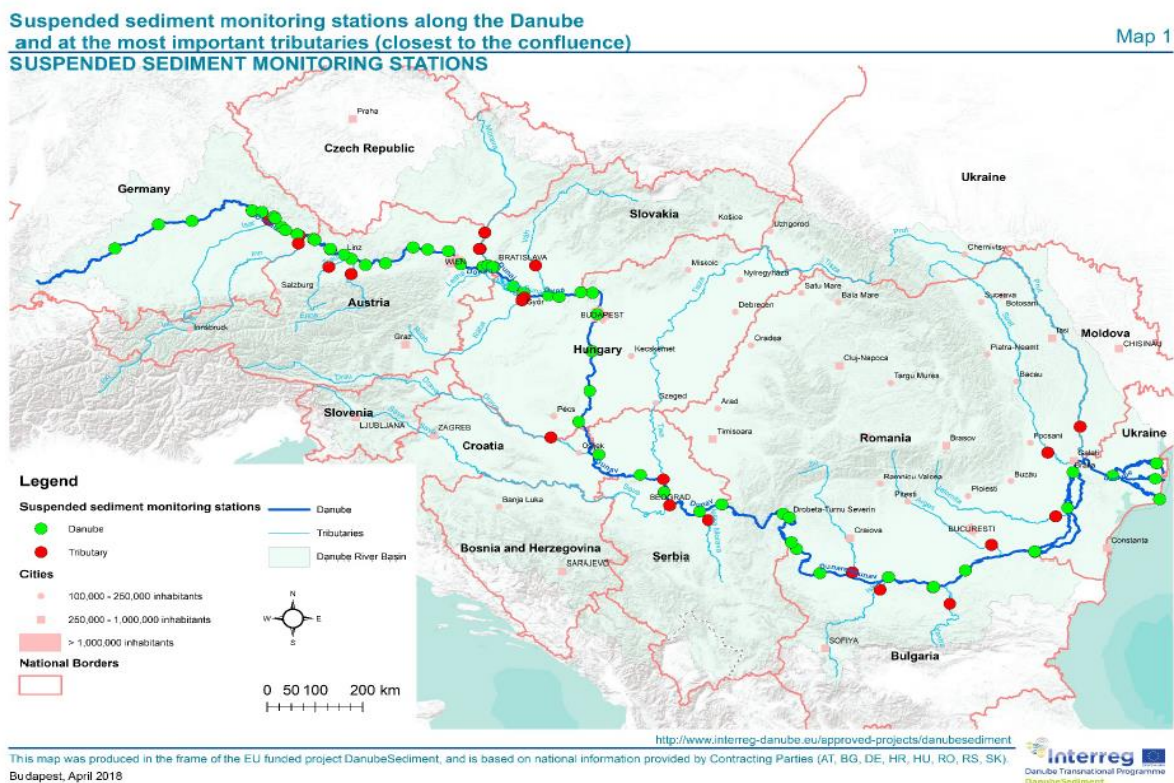 Suspended sediment monitoring stations along the Danube
and at the most important tributaries (closest to the confluence)
Map 1
SUSPENDED SEDIMENT MONITORING STATIONS
Praha
Czech Republic
Germany
Ukraine
Slovakia
Košice
Uzhgorod
Chernivtsy
Linz
WIEN
BRATISLAVA
Miskolc
Nyiregyhaza
Satu Mare
Baia Mare
Suceava
Botosani
Salzburg
Austria
Győr
BUDAPEST
Debrecen
Iasi
Moldova
CHISINAU
Innsbruck
Graz
Hungary
Kecskemet
Oradea
Piatra-Neamt
Cluj-Napoca
Bacau
Targu Mures
Slovenia
LJUBLJANA
ZAGREB
Croatia
Pécs
Szeged
Arad
Timisoara
Romania
Brasov
Focsani
Galati
Ukraine
Osijek
Ramnicu Valcea
Ploiesti
Buzau
Pitesti
Banja Luka
BEOGRAD
Drobeta-Turnu Severin
Craiova
BUCURESTI
Constanta
Bosnia and Herzegovina
SARAJEVO
Serbia
SOFIYA
Bulgaria
Legend
Suspended sediment monitoring stations
Danube
Tributary
Danube
Tributaries
Danube River Basin
Cities
100,000 - 250,000 inhabitants
250,000 - 1,000,000 inhabitants
> 1,000,000 inhabitants
National Borders
N
W
E
S
0 50 100 200 km
http://www.interreg-danube.eu/approved-projects/danubesediment
This map was produced in the frame of the EU funded project DanubeSediment, and is based on national information provided by Contracting Parties (AT, BG, DE, HR, HU, RO, RS, SK).
Budapest, April 2018
Interreg
Danube Transnational Programme
DanubeSediment